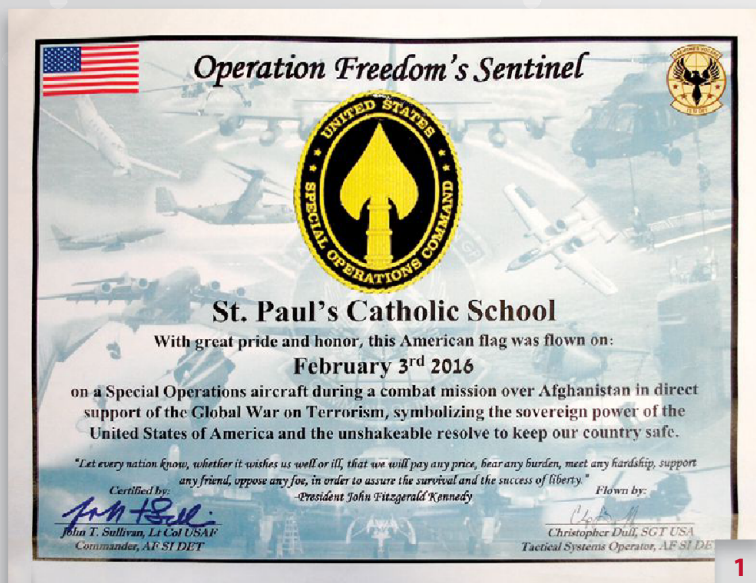 Operation Freedom's Sentinel
UNITED STATES
SPECIAL OPERATIONS COMMAND
St. Paul's Catholic School
With great pride and honor, this American flag was flown on:
February 3rd 2016
on a Special Operations aircraft during a combat mission over Afghanistan in direct
support of the Global War on Terrorism, symbolizing the sovereign power of the
United States of America and the unshakeable resolve to keep our country safe.
"Let every nation know, whether it wishes us well or ill, that we will pay any price, bear any burden, meet any hardship, support
any friend, oppose any foe, in order to assure the survival and the success of liberty."
-President John Fitzgerald Kennedy
Certified by:
John T. Sullivan, Lt Col USAF
Commander, AF SI DET
Flown by:
Christopher Dull, SGT USA
Tactical Systems Operator, AF SI DE
1